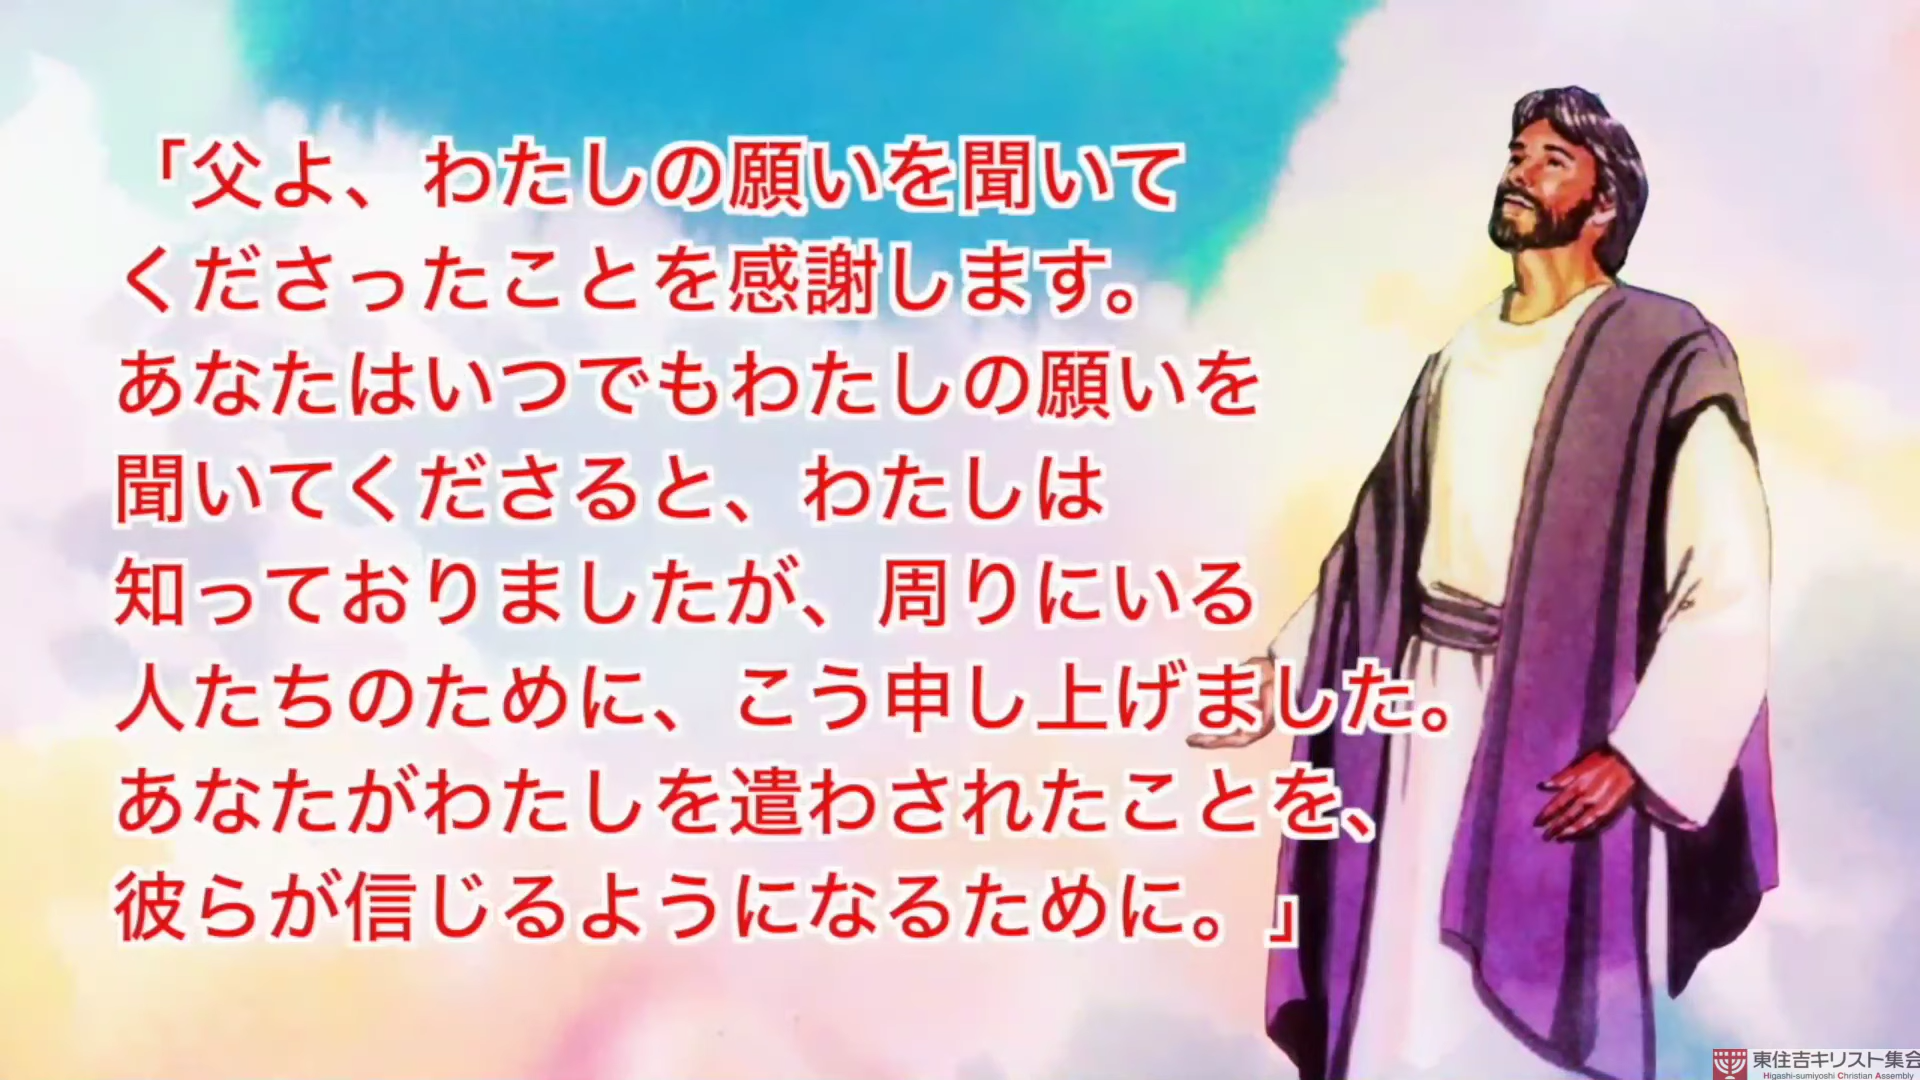 「父よ、わたしの願いを聞いて
くださったことを感謝します。
あなたはいつでもわたしの願いを
聞いてくださると、わたしは
知っておりましたが、周りにいる
人たちのために、こう申し上げました。
あなたがわたしを遣わされたことを、
彼らが信じるようになるために。」
東住吉キリスト集会
Higashi-sumiyoshi Christian Assembly